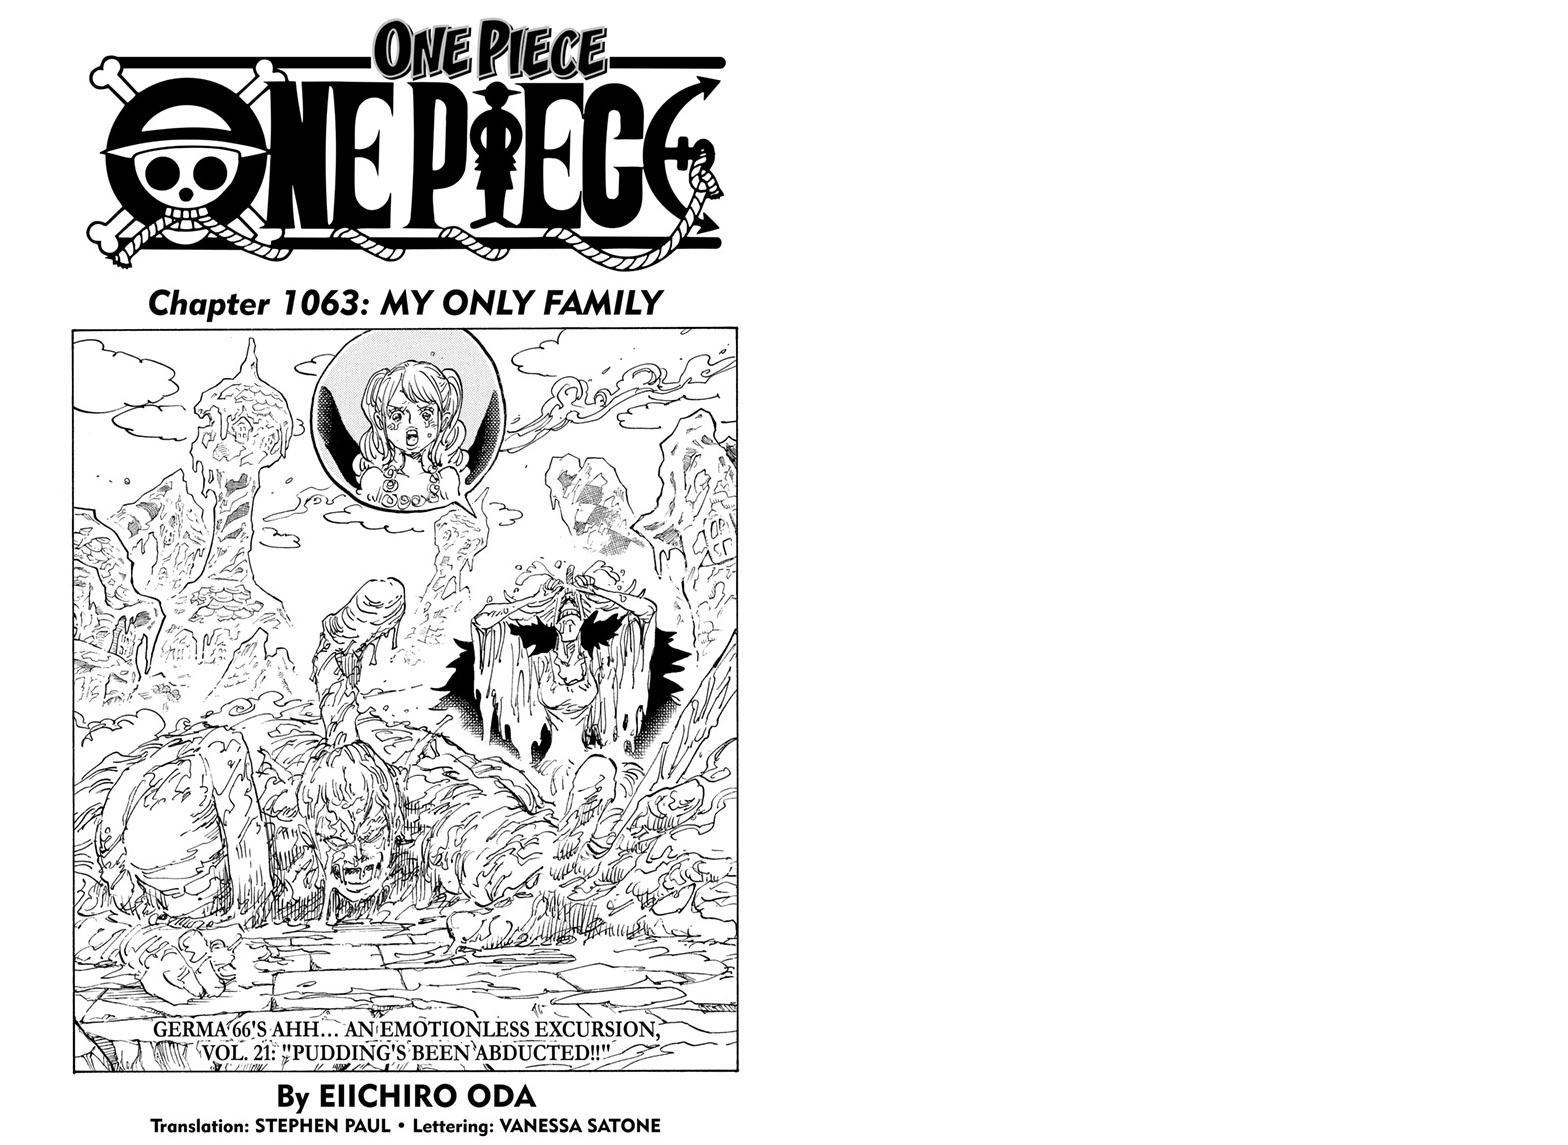 ONE PIECE
ONE PIECE
Chapter 1063: MY ONLY FAMILY
GERMA 66'S AHH... AN EMOTIONLESS EXCURSION,
VOL. 21: "PUDDING'S BEEN ABDUCTED!!"
By EIICHIRO ODA
Translation: STEPHEN PAUL • Lettering: VANESSA SATONE